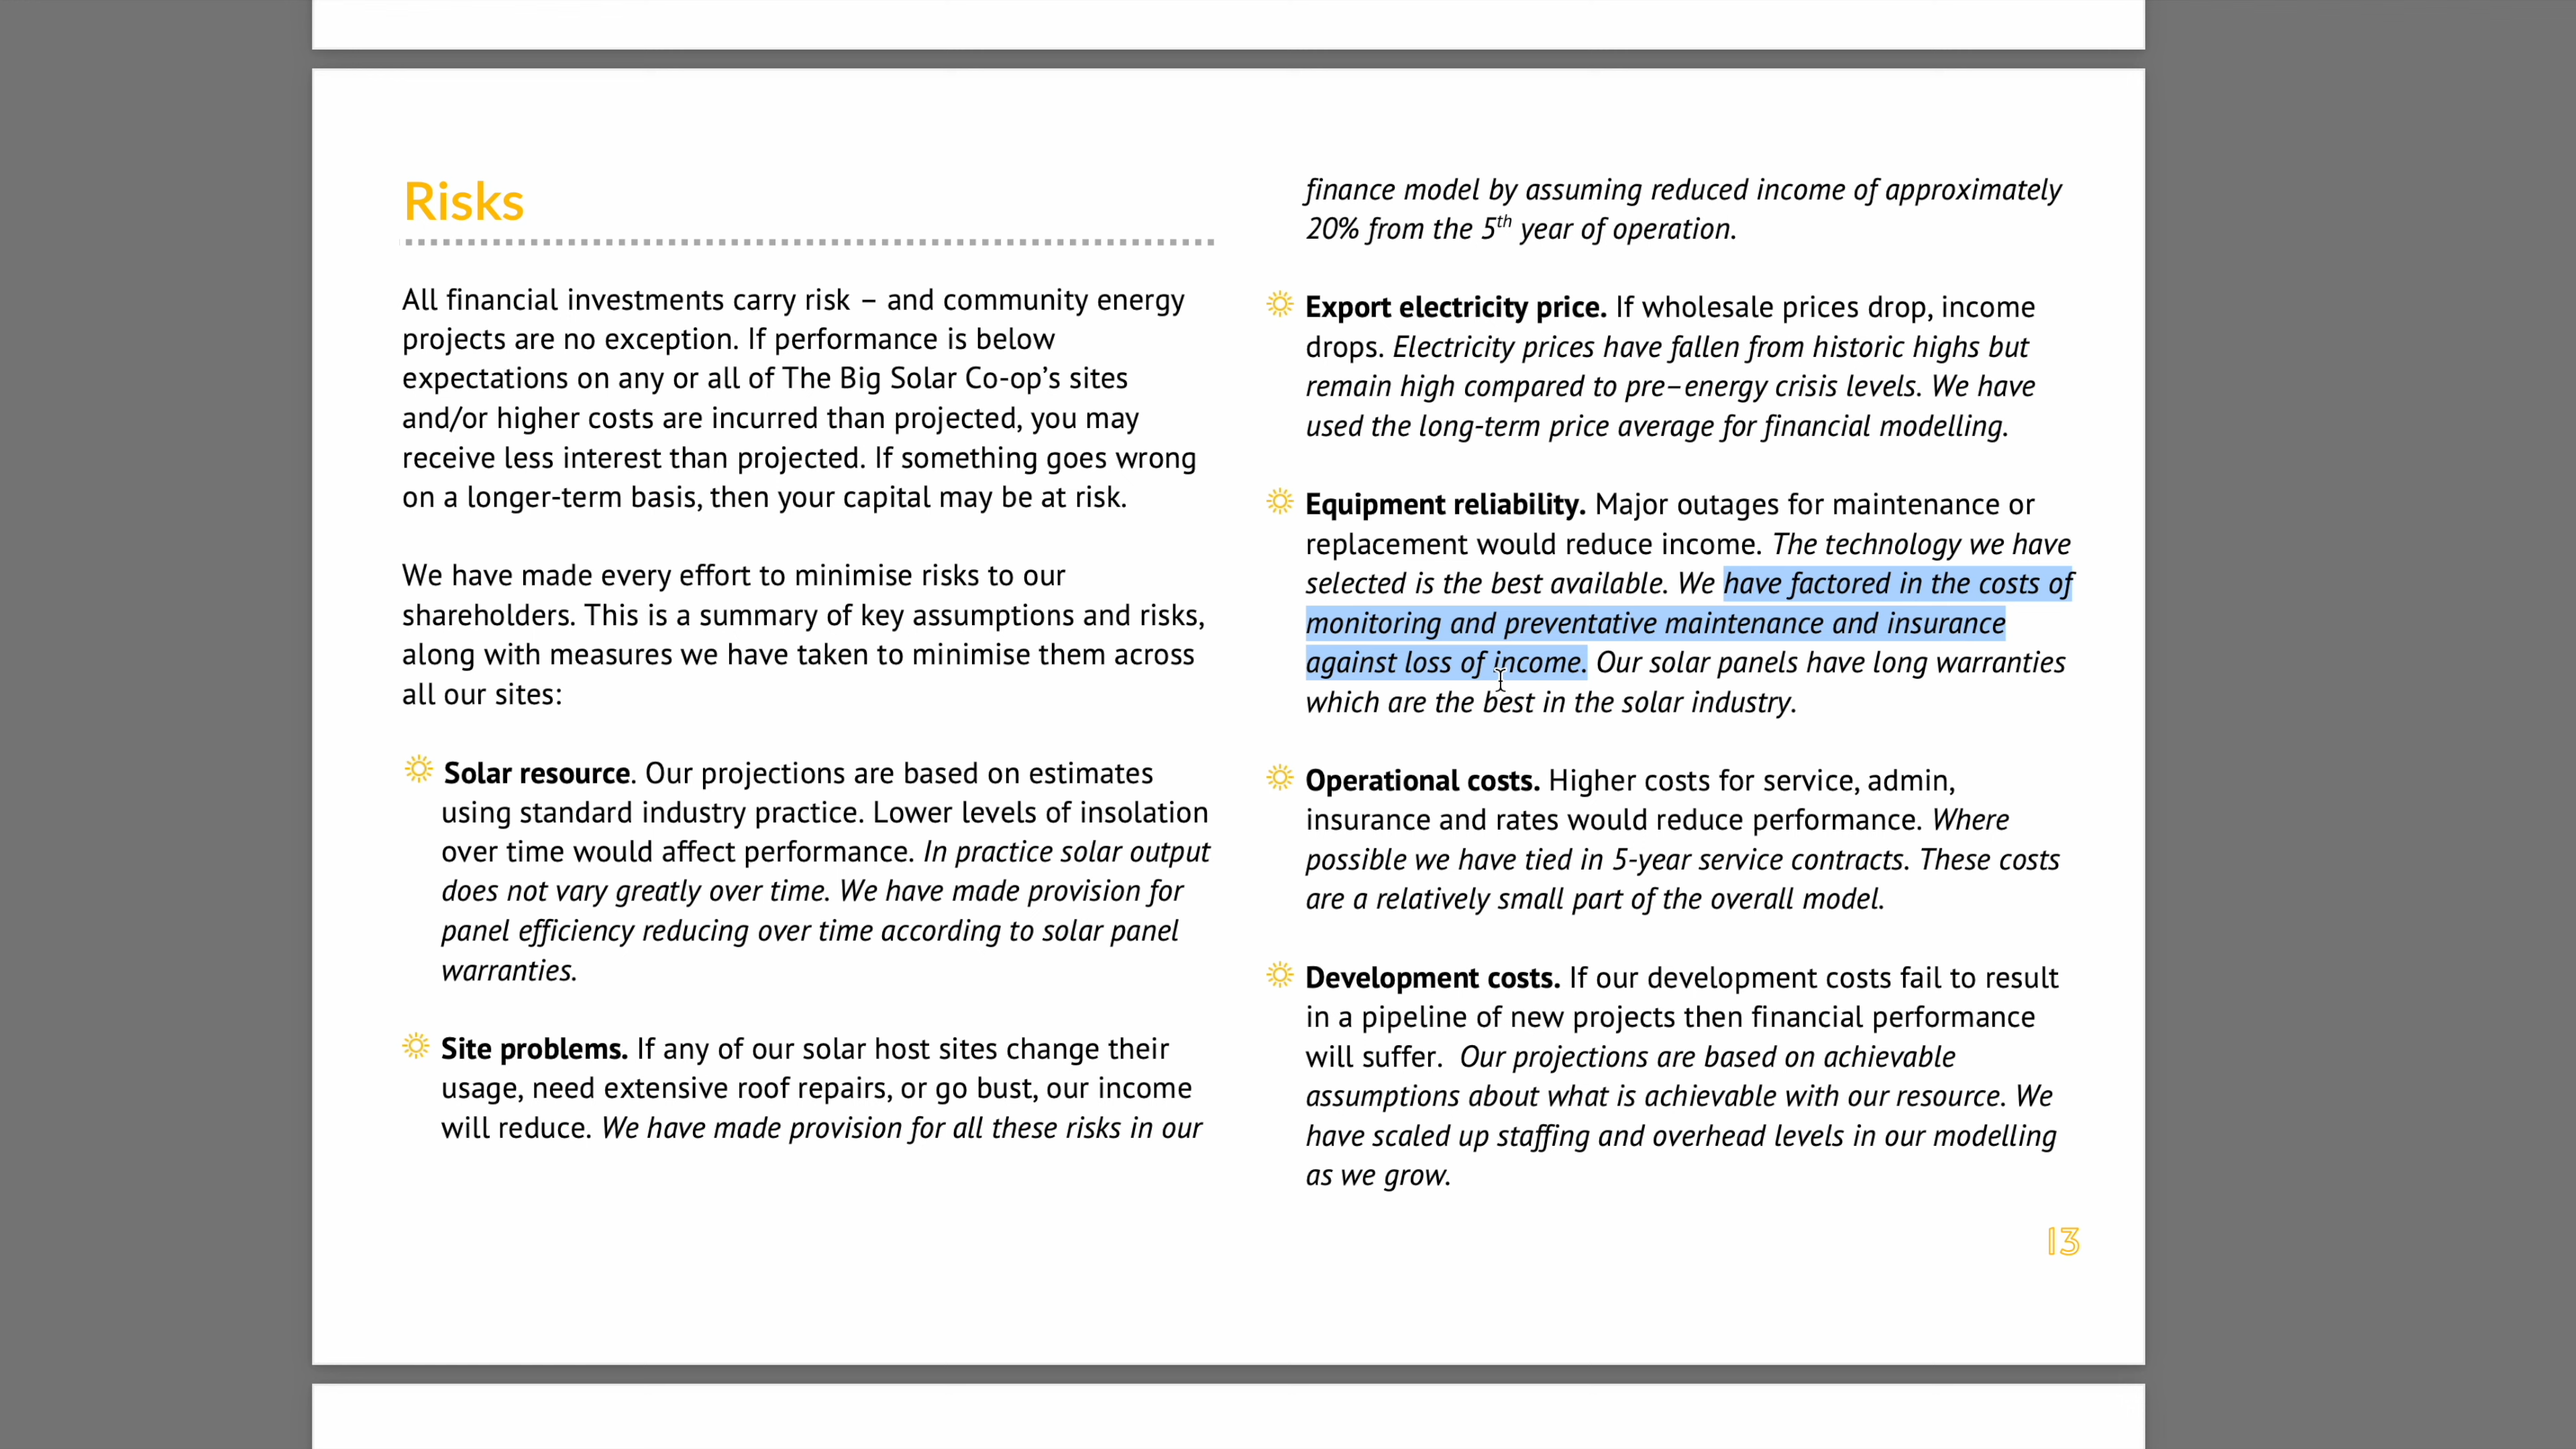 Risks
All financial investments carry risk – and community energy
projects are no exception. If performance is below
expectations on any or all of The Big Solar Co-op’s sites
and/or higher costs are incurred than projected, you may
receive less interest than projected. If something goes wrong
on a longer-term basis, then your capital may be at risk.
We have made every effort to minimise risks to our
shareholders. This is a summary of key assumptions and risks,
along with measures we have taken to minimise them across
all our sites:
Solar resource. Our projections are based on estimates
using standard industry practice. Lower levels of insolation
over time would affect performance. In practice solar output
does not vary greatly over time. We have made provision for
panel efficiency reducing over time according to solar panel
warranties.
Site problems. If any of our solar host sites change their
usage, need extensive roof repairs, or go bust, our income
will reduce. We have made provision for all these risks in our
finance model by assuming reduced income of approximately
20% from the 5th year of operation.
Export electricity price. If wholesale prices drop, income
drops. Electricity prices have fallen from historic highs but
remain high compared to pre–energy crisis levels. We have
used the long-term price average for financial modelling.
Equipment reliability. Major outages for maintenance or
replacement would reduce income. The technology we have
selected is the best available. We have factored in the costs of
monitoring and preventative maintenance and insurance
against loss of income. Our solar panels have long warranties
which are the best in the solar industry.
Operational costs. Higher costs for service, admin,
insurance and rates would reduce performance. Where
possible we have tied in 5-year service contracts. These costs
are a relatively small part of the overall model.
Development costs. If our development costs fail to result
in a pipeline of new projects then financial performance
will suffer. Our projections are based on achievable
assumptions about what is achievable with our resource. We
have scaled up staffing and overhead levels in our modelling
as we grow.
13